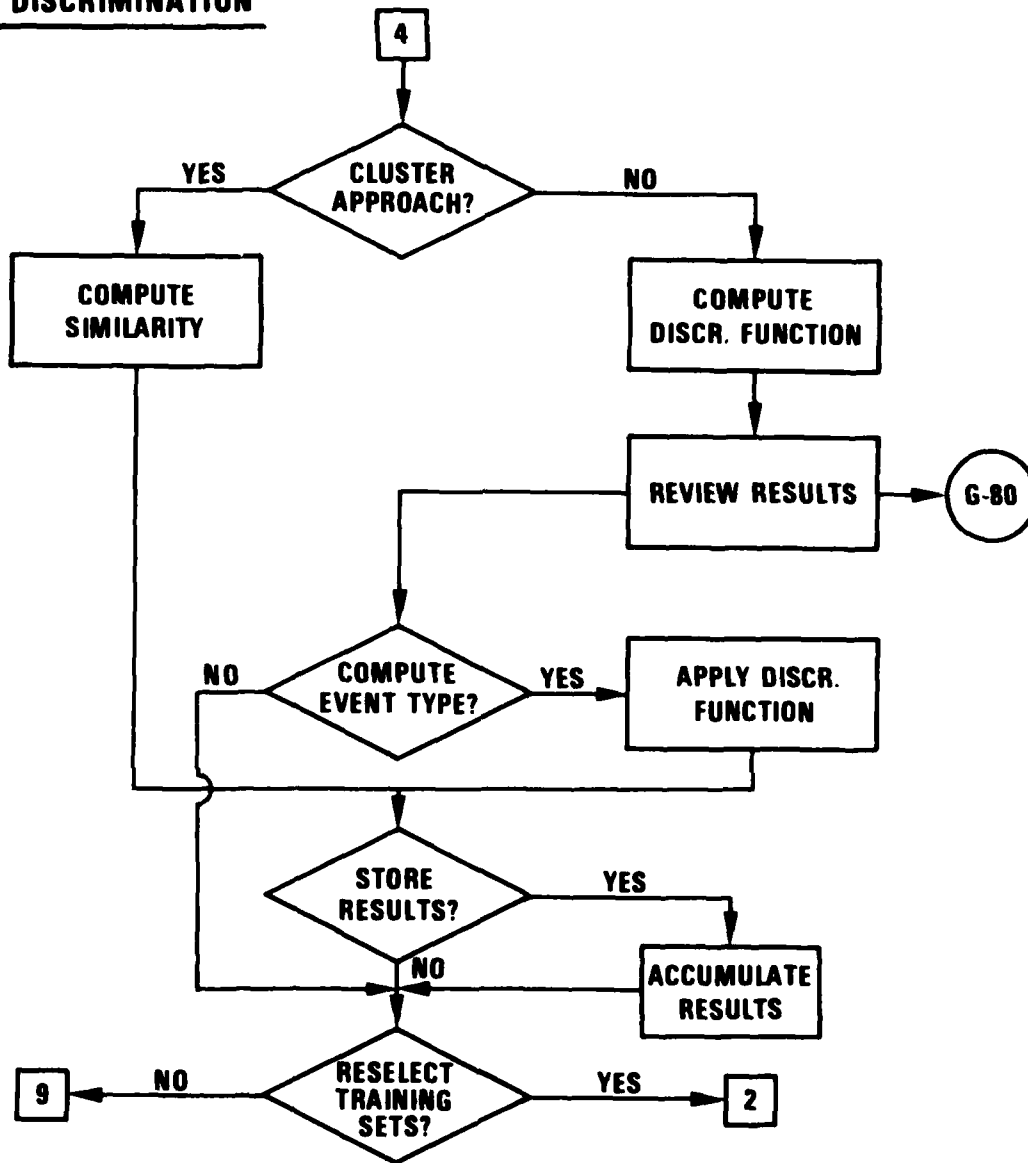 DISCRIMINATION
4
CLUSTER
APPROACH?
YES
NO
COMPUTE
SIMILARITY
COMPUTE
DISCR. FUNCTION
REVIEW RESULTS
G-80
COMPUTE
EVENT TYPE?
NO
YES
APPLY DISCR.
FUNCTION
STORE
RESULTS?
YES
NO
ACCUMULATE
RESULTS
RESELECT
TRAINING
SETS?
NO
9
YES
2